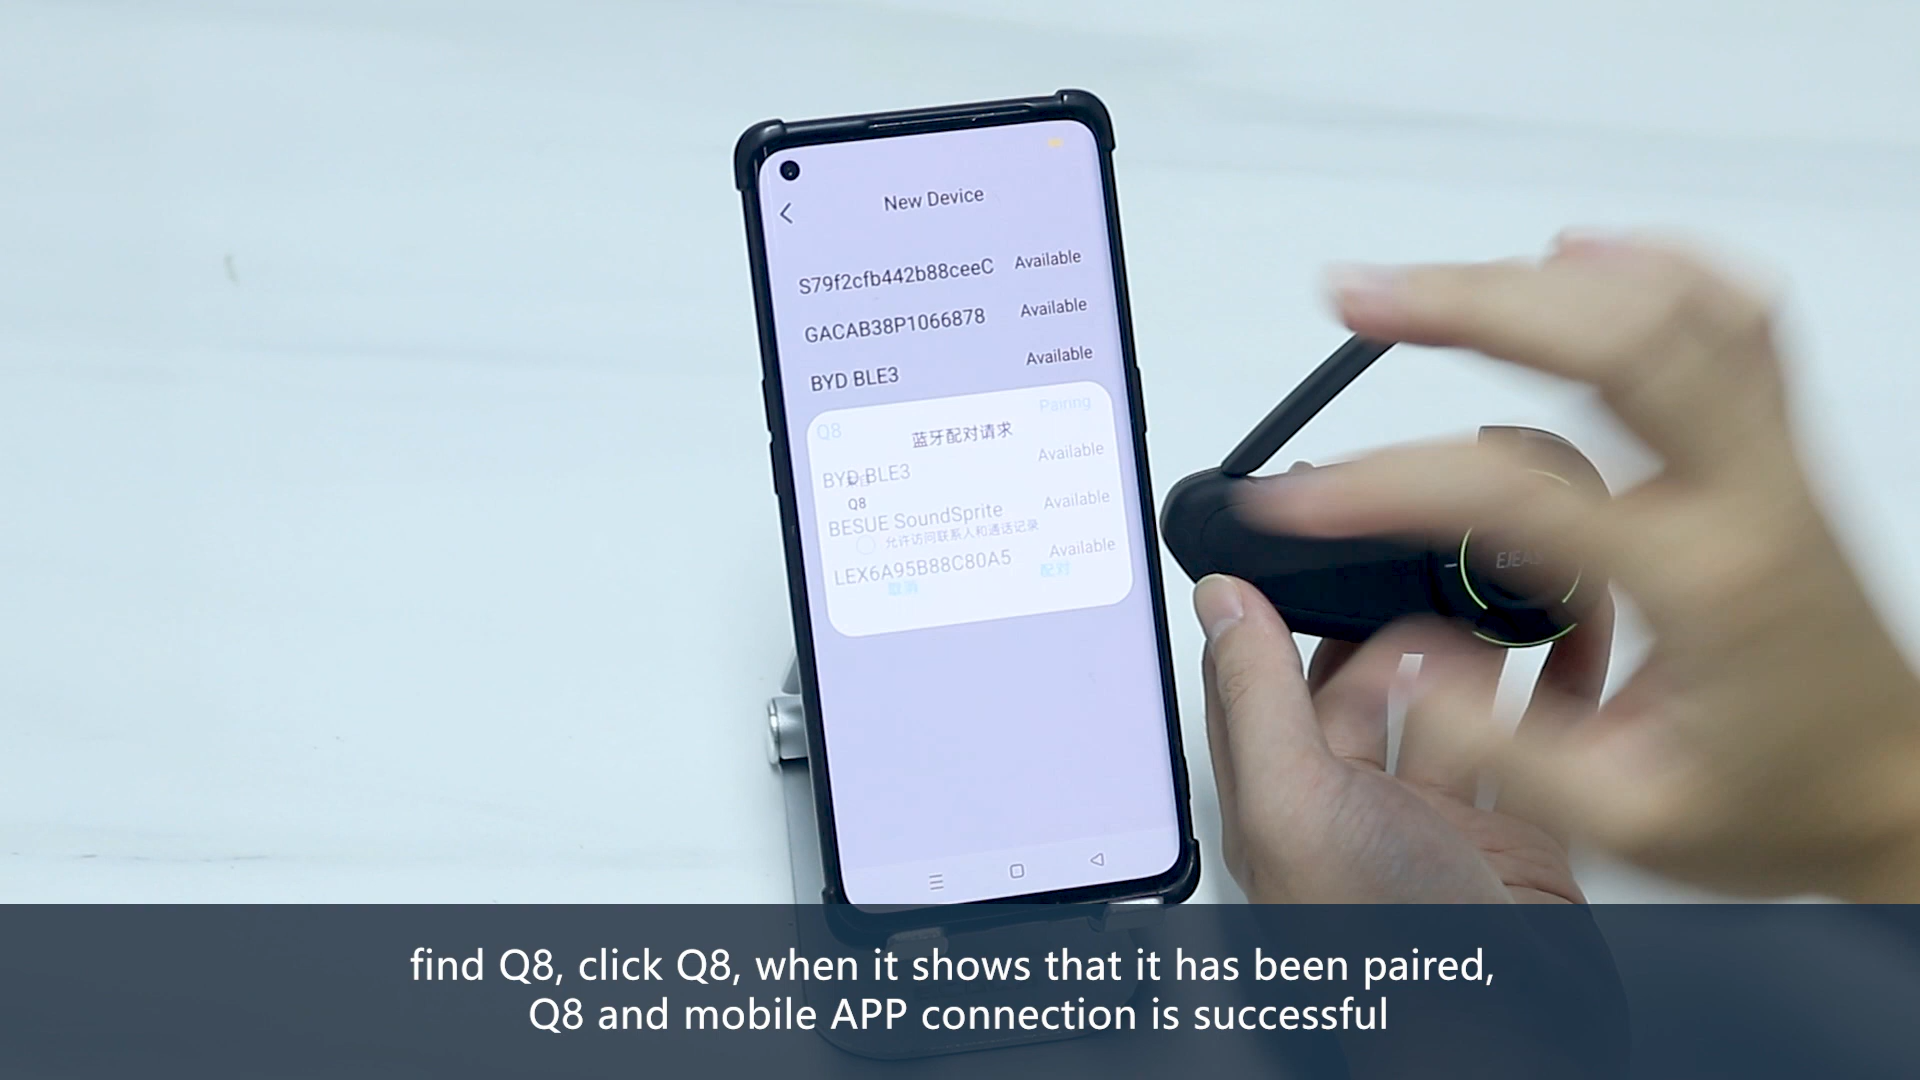 New Device
S79f2cfb442b88ceeC Available
GACAB38P1066878 Available
BYD BLE3 Available
Q8 Pairing
蓝牙配对请求
BYD BLE3 Available
来自
Q8
BESUE SoundSprite Available
允许访问联系人和通话记录
LEX6A95B88C80A5 Available
取消 配对
find Q8, click Q8, when it shows that it has been paired,
Q8 and mobile APP connection is successful